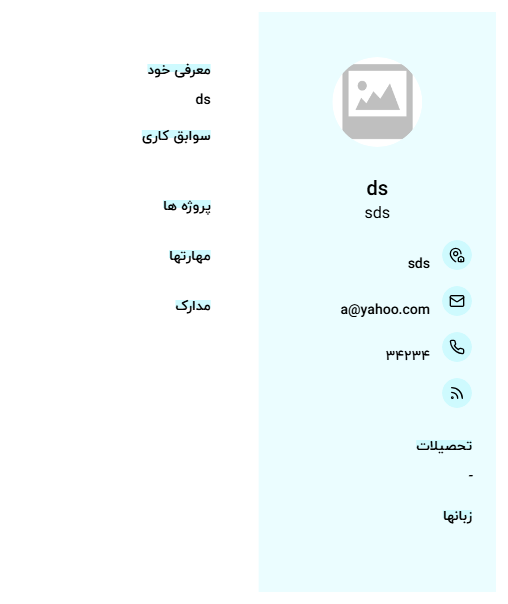 ds
sds
sds
a@yahoo.com
۳۴۲۳۴
تحصیلات
-
زبانها
معرفی خود
ds
سوابق کاری
پروژه ها
مهارتها
مدارک